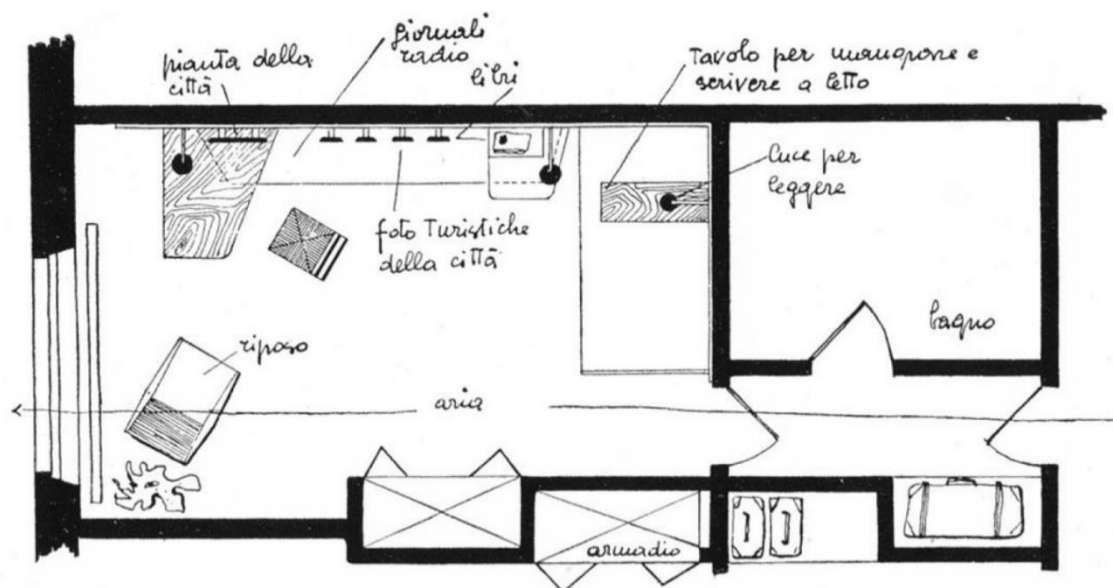 pianta della
città
giornali
radio
libri
Tavolo per mangiare e
scrivere a letto
luce per
leggere
foto Turistiche
della città
riposo
bagno
aria
armadio